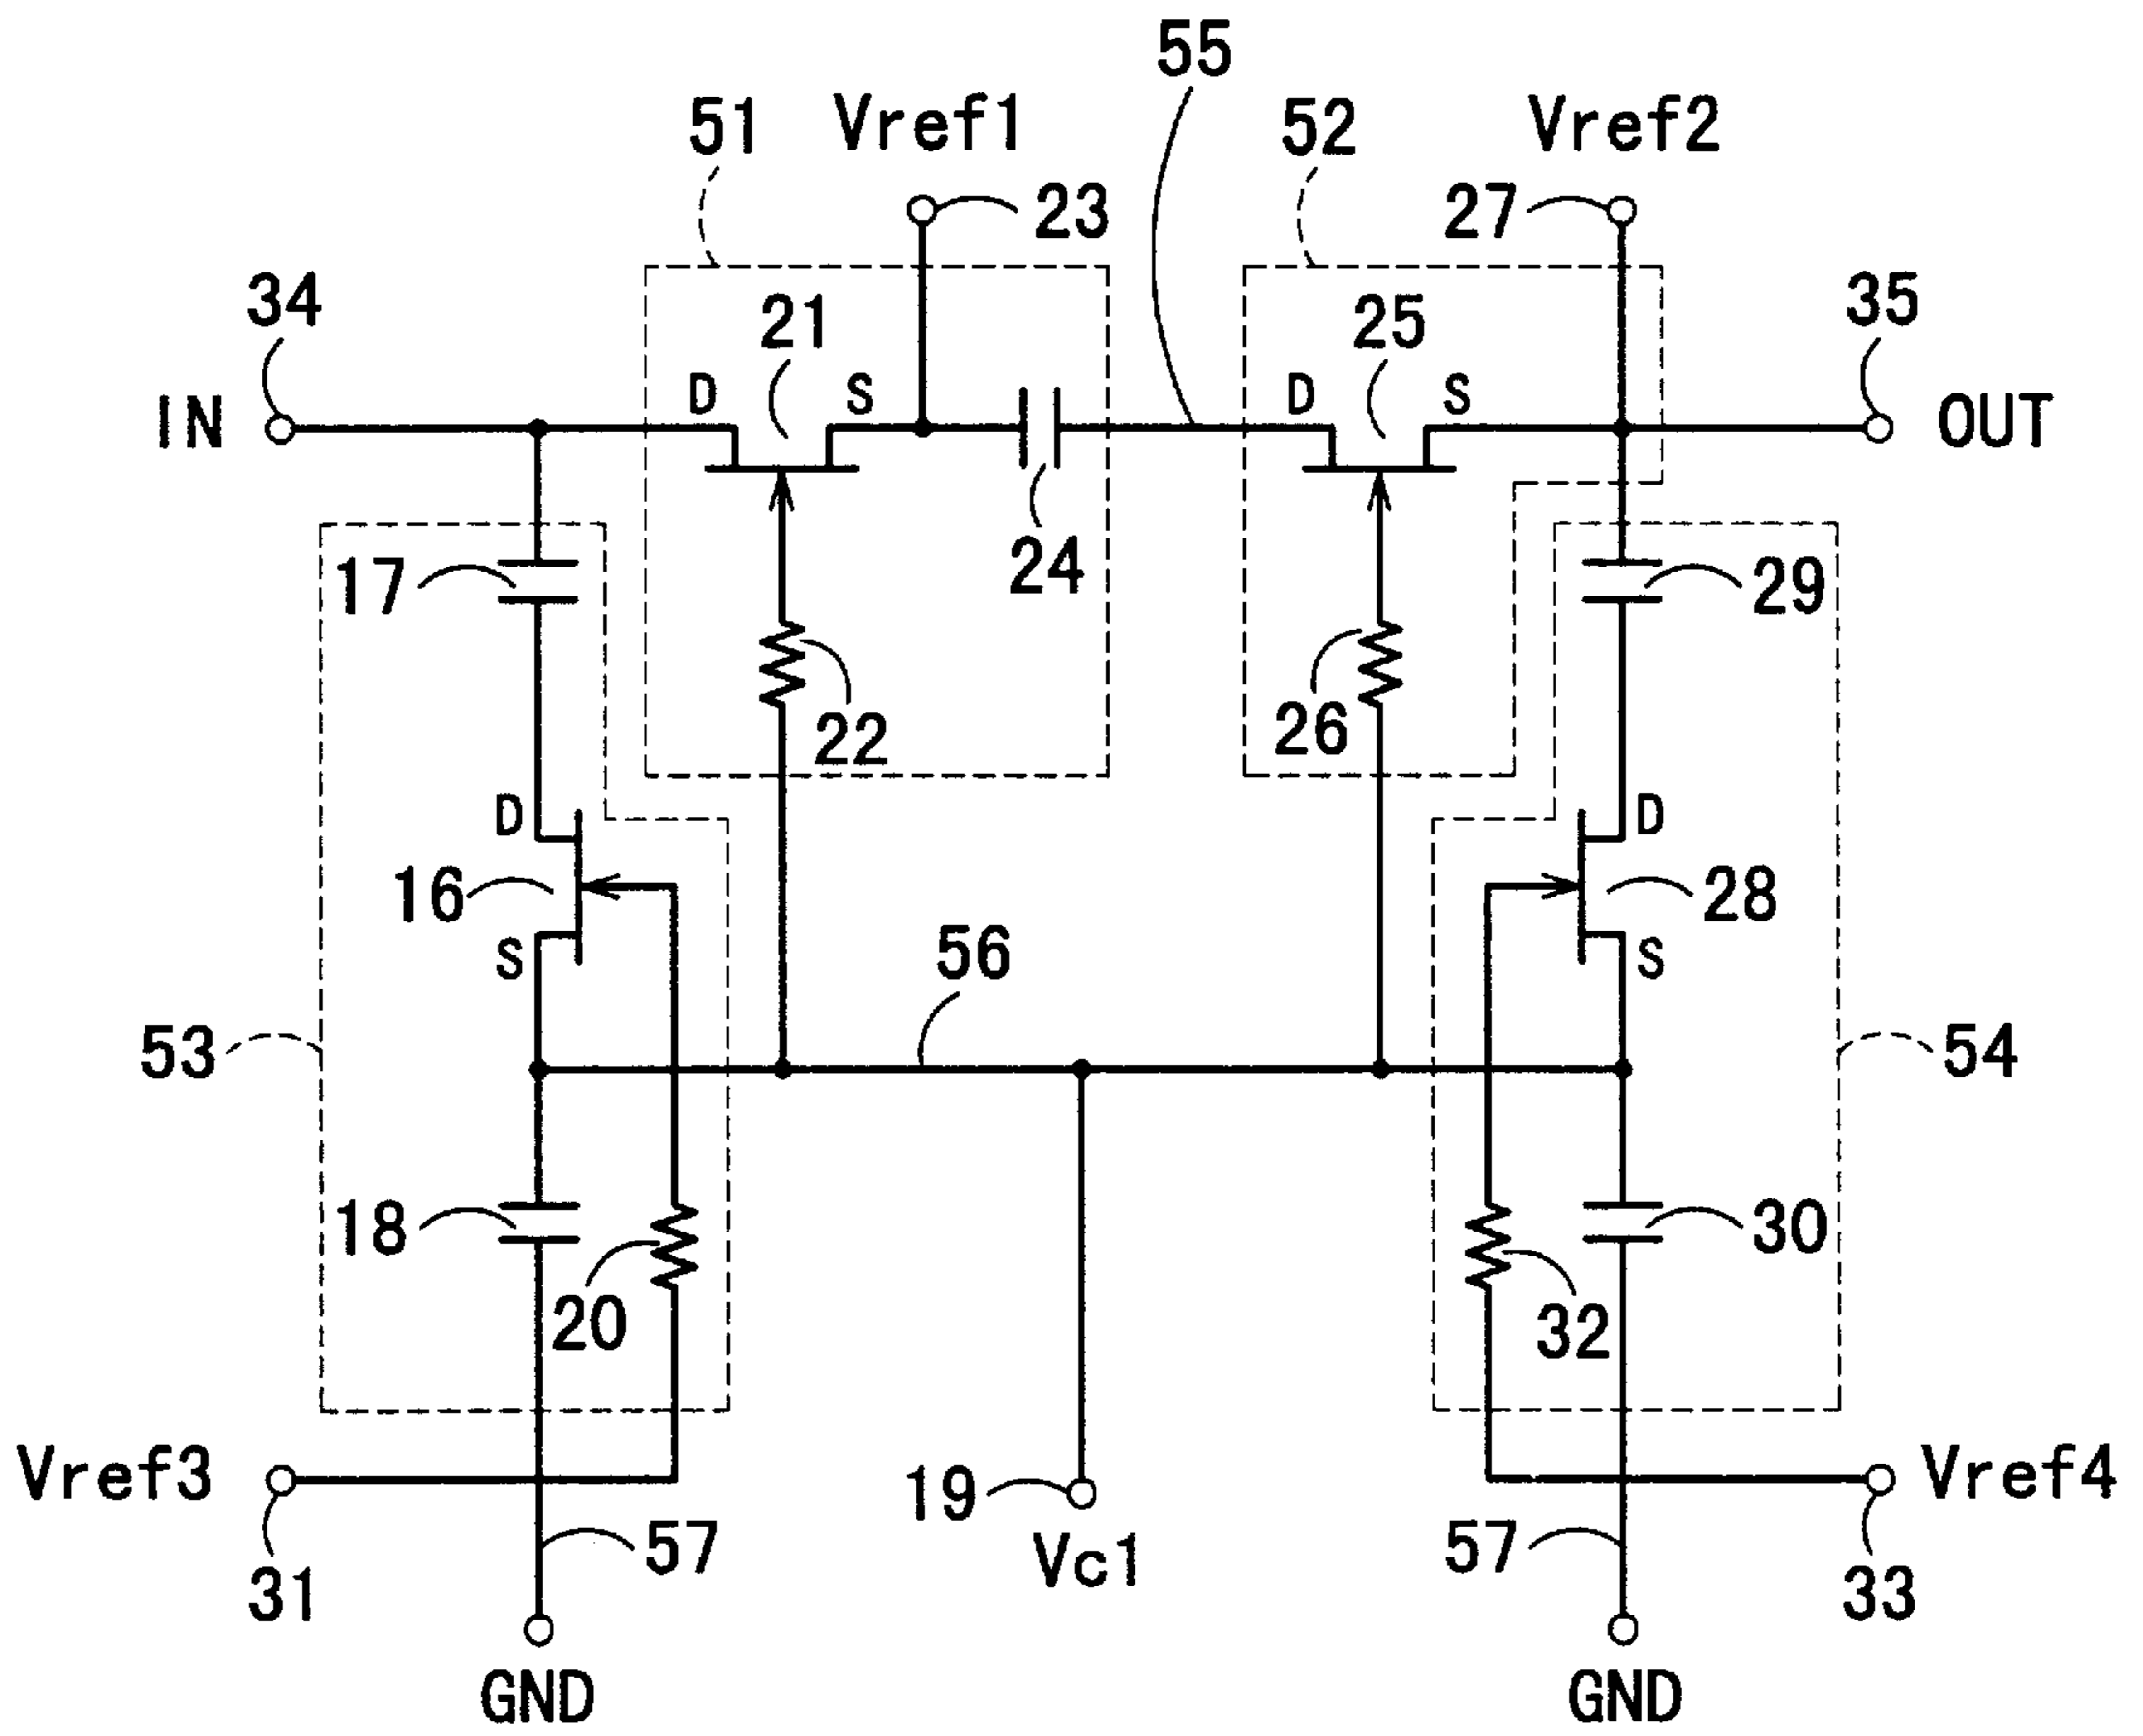 55
51 Vref1 52 Vref2
23 27
34 21 25 35
D S D S
IN OUT
17 24 29
22 26
D D
16 28
S S
56
53 54
18 30
20 32
Vref3 19 Vref4
57 Vc1 57
31 33
GND GND